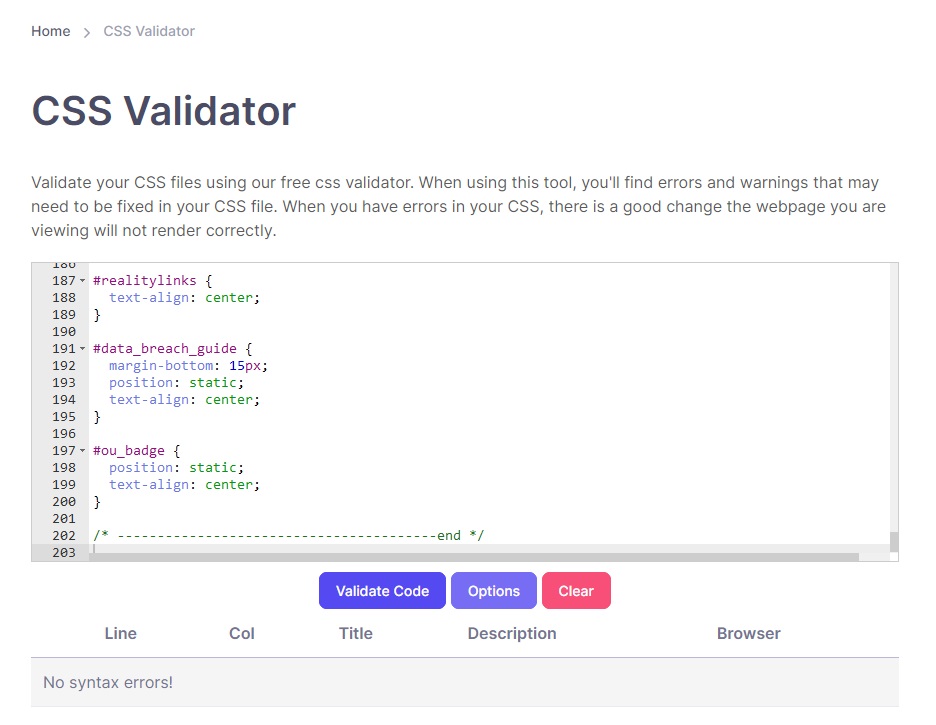 Home > CSS Validator
CSS Validator
Validate your CSS files using our free css validator. When using this tool, you'll find errors and warnings that may
need to be fixed in your CSS file. When you have errors in your CSS, there is a good change the webpage you are
viewing will not render correctly.
186
187 #realitylinks {
188 text-align: center;
189 }
190
191 #data_breach_guide {
192 margin-bottom: 15px;
193 position: static;
194 text-align: center;
195 }
196
197 #ou_badge {
198 position: static;
199 text-align: center;
200 }
201
202 /* ----------------------------------------end */
203
Validate Code Options Clear
Line Col Title Description Browser
No syntax errors!